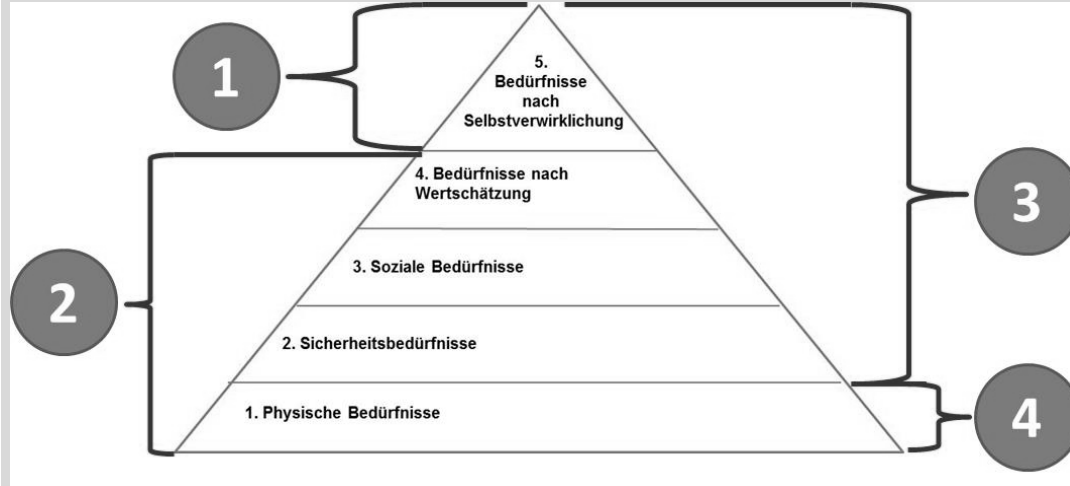 1
5.
Bedürfnisse
nach
Selbstverwirklichung
4. Bedürfnisse nach
Wertschätzung
3
3. Soziale Bedürfnisse
2
2. Sicherheitsbedürfnisse
1. Physische Bedürfnisse
4